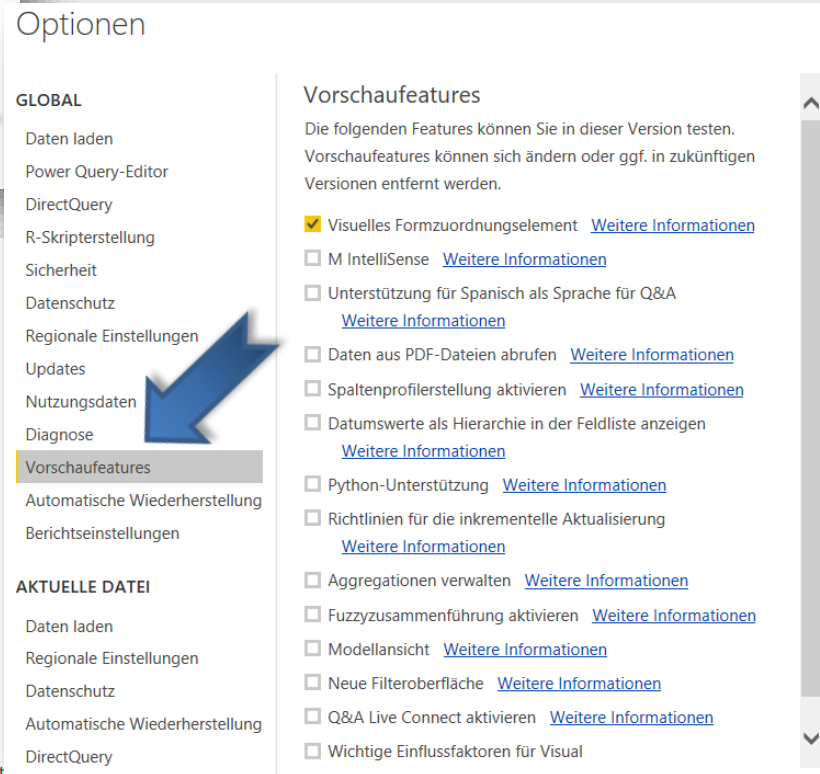 Optionen
GLOBAL
Daten laden
Power Query-Editor
DirectQuery
R-Skripterstellung
Sicherheit
Datenschutz
Regionale Einstellungen
Updates
Nutzungsdaten
Diagnose
Vorschaufeatures
Automatische Wiederherstellung
Berichtseinstellungen
AKTUELLE DATEI
Daten laden
Regionale Einstellungen
Datenschutz
Automatische Wiederherstellung
DirectQuery
Vorschaufeatures
Die folgenden Features können Sie in dieser Version testen.
Vorschaufeatures können sich ändern oder ggf. in zukünftigen
Versionen entfernt werden.
Visuelles Formzuordnungselement Weitere Informationen
M IntelliSense Weitere Informationen
Unterstützung für Spanisch als Sprache für Q&A
Weitere Informationen
Daten aus PDF-Dateien abrufen Weitere Informationen
Spaltenprofilerstellung aktivieren Weitere Informationen
Datumswerte als Hierarchie in der Feldliste anzeigen
Weitere Informationen
Python-Unterstützung Weitere Informationen
Richtlinien für die inkrementelle Aktualisierung
Weitere Informationen
Aggregationen verwalten Weitere Informationen
Fuzzyzusammenführung aktivieren Weitere Informationen
Modellansicht Weitere Informationen
Neue Filteroberfläche Weitere Informationen
Q&A Live Connect aktivieren Weitere Informationen
Wichtige Einflussfaktoren für Visual